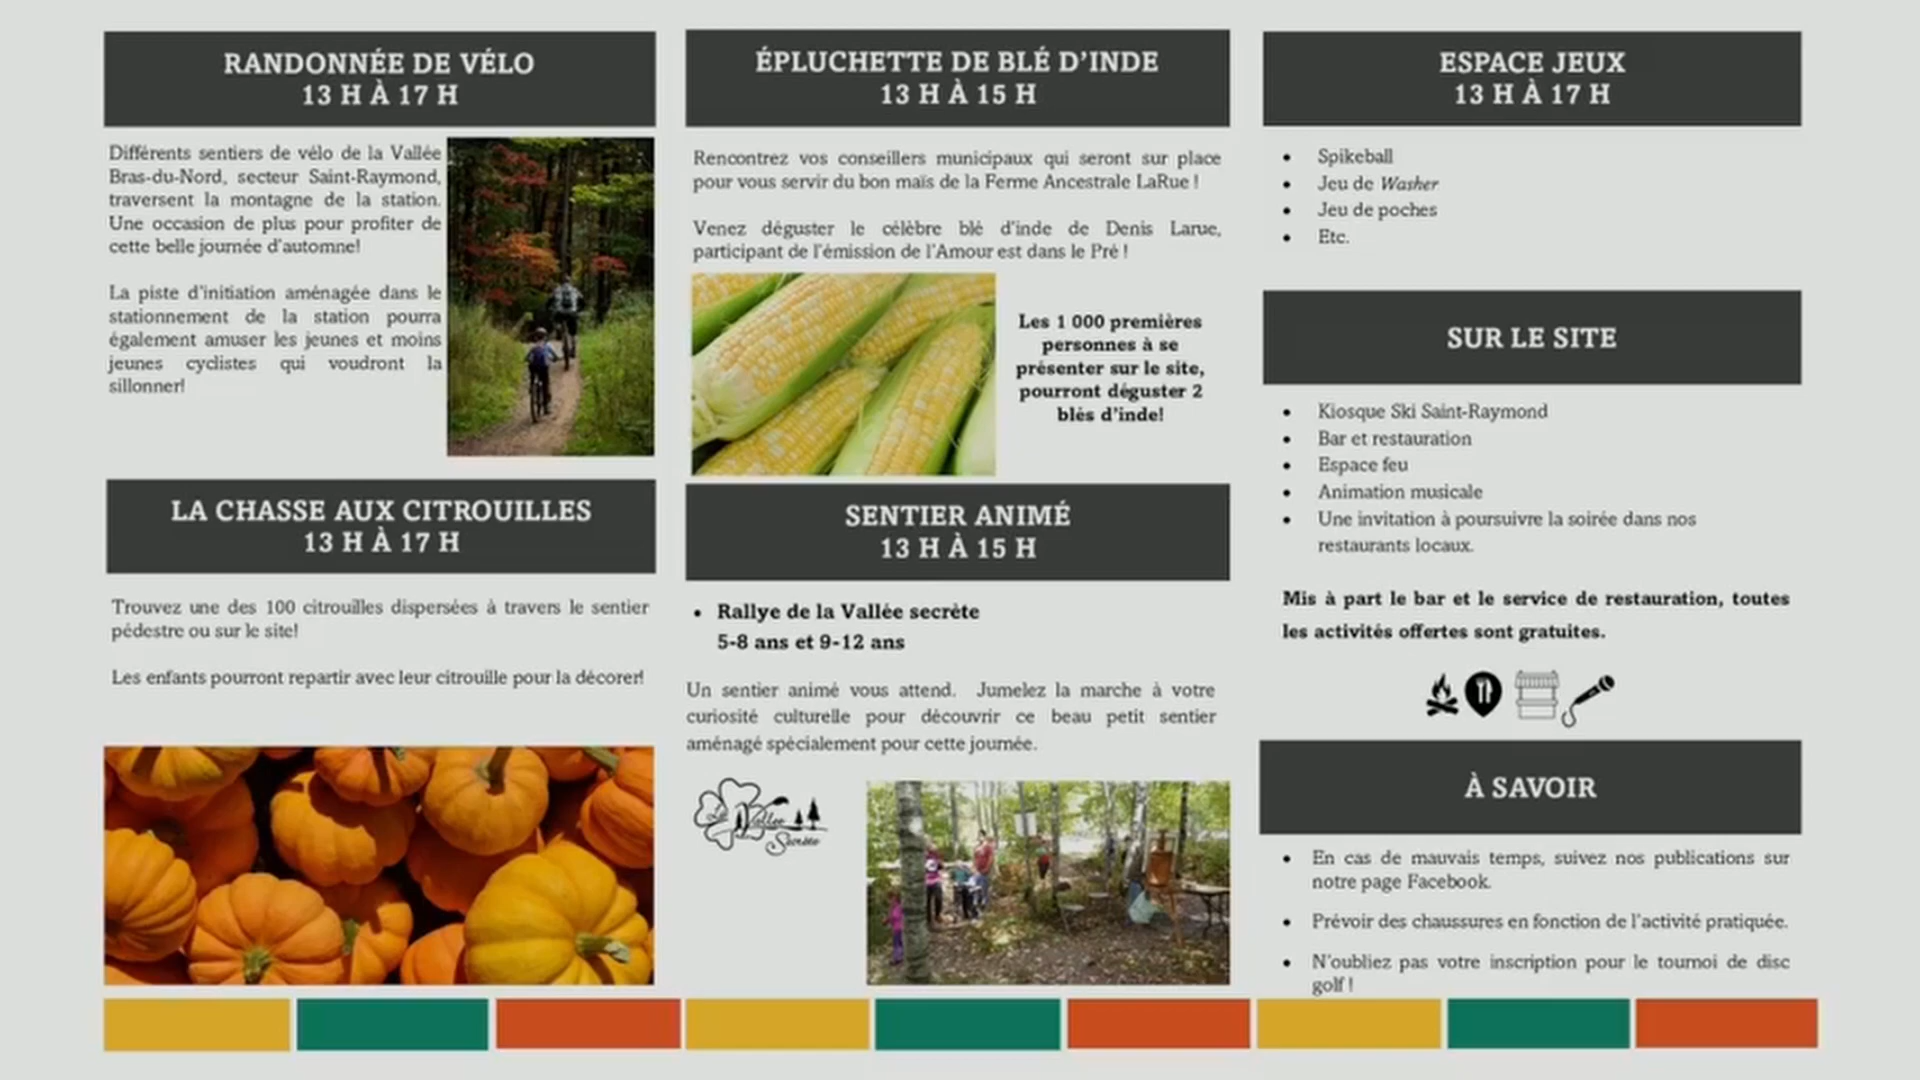 RANDONNÉE DE VÉLO
13 H À 17 H
Différents sentiers de vélo de la Vallée
Bras-du-Nord, secteur Saint-Raymond,
traversent la montagne de la station.
Une occasion de plus pour profiter de
cette belle journée d'automne!
La piste d'initiation aménagée dans le
stationnement de la station pourra
également amuser les jeunes et moins
jeunes cyclistes qui voudront la
sillonner!
LA CHASSE AUX CITROUILLES
13 H À 17 H
Trouvez une des 100 citrouilles dispersées à travers le sentier
pédestre ou sur le site!
Les enfants pourront repartir avec leur citrouille pour la décorer!
ÉPLUCHETTE DE BLÉ D'INDE
13 H À 15 H
Rencontrez vos conseillers municipaux qui seront sur place
pour vous servir du bon maïs de la Ferme Ancestrale LaRue !
Venez déguster le célèbre blé d'inde de Denis Larue,
participant de l'émission de l'Amour est dans le Pré !
Les 1 000 premières
personnes à se
présenter sur le site,
pourront déguster 2
blés d'inde!
SENTIER ANIMÉ
13 H À 15 H
• Rallye de la Vallée secrète
5-8 ans et 9-12 ans
Un sentier animé vous attend. Jumelez la marche à votre
curiosité culturelle pour découvrir ce beau petit sentier
aménagé spécialement pour cette journée.
La Vallée
Secrète
ESPACE JEUX
13 H À 17 H
• Spikeball
• Jeu de Washer
• Jeu de poches
• Etc.
SUR LE SITE
• Kiosque Ski Saint-Raymond
• Bar et restauration
• Espace feu
• Animation musicale
• Une invitation à poursuivre la soirée dans nos
restaurants locaux.
Mis à part le bar et le service de restauration, toutes
les activités offertes sont gratuites.
À SAVOIR
• En cas de mauvais temps, suivez nos publications sur
notre page Facebook.
• Prévoir des chaussures en fonction de l'activité pratiquée.
• N'oubliez pas votre inscription pour le tournoi de disc
golf !